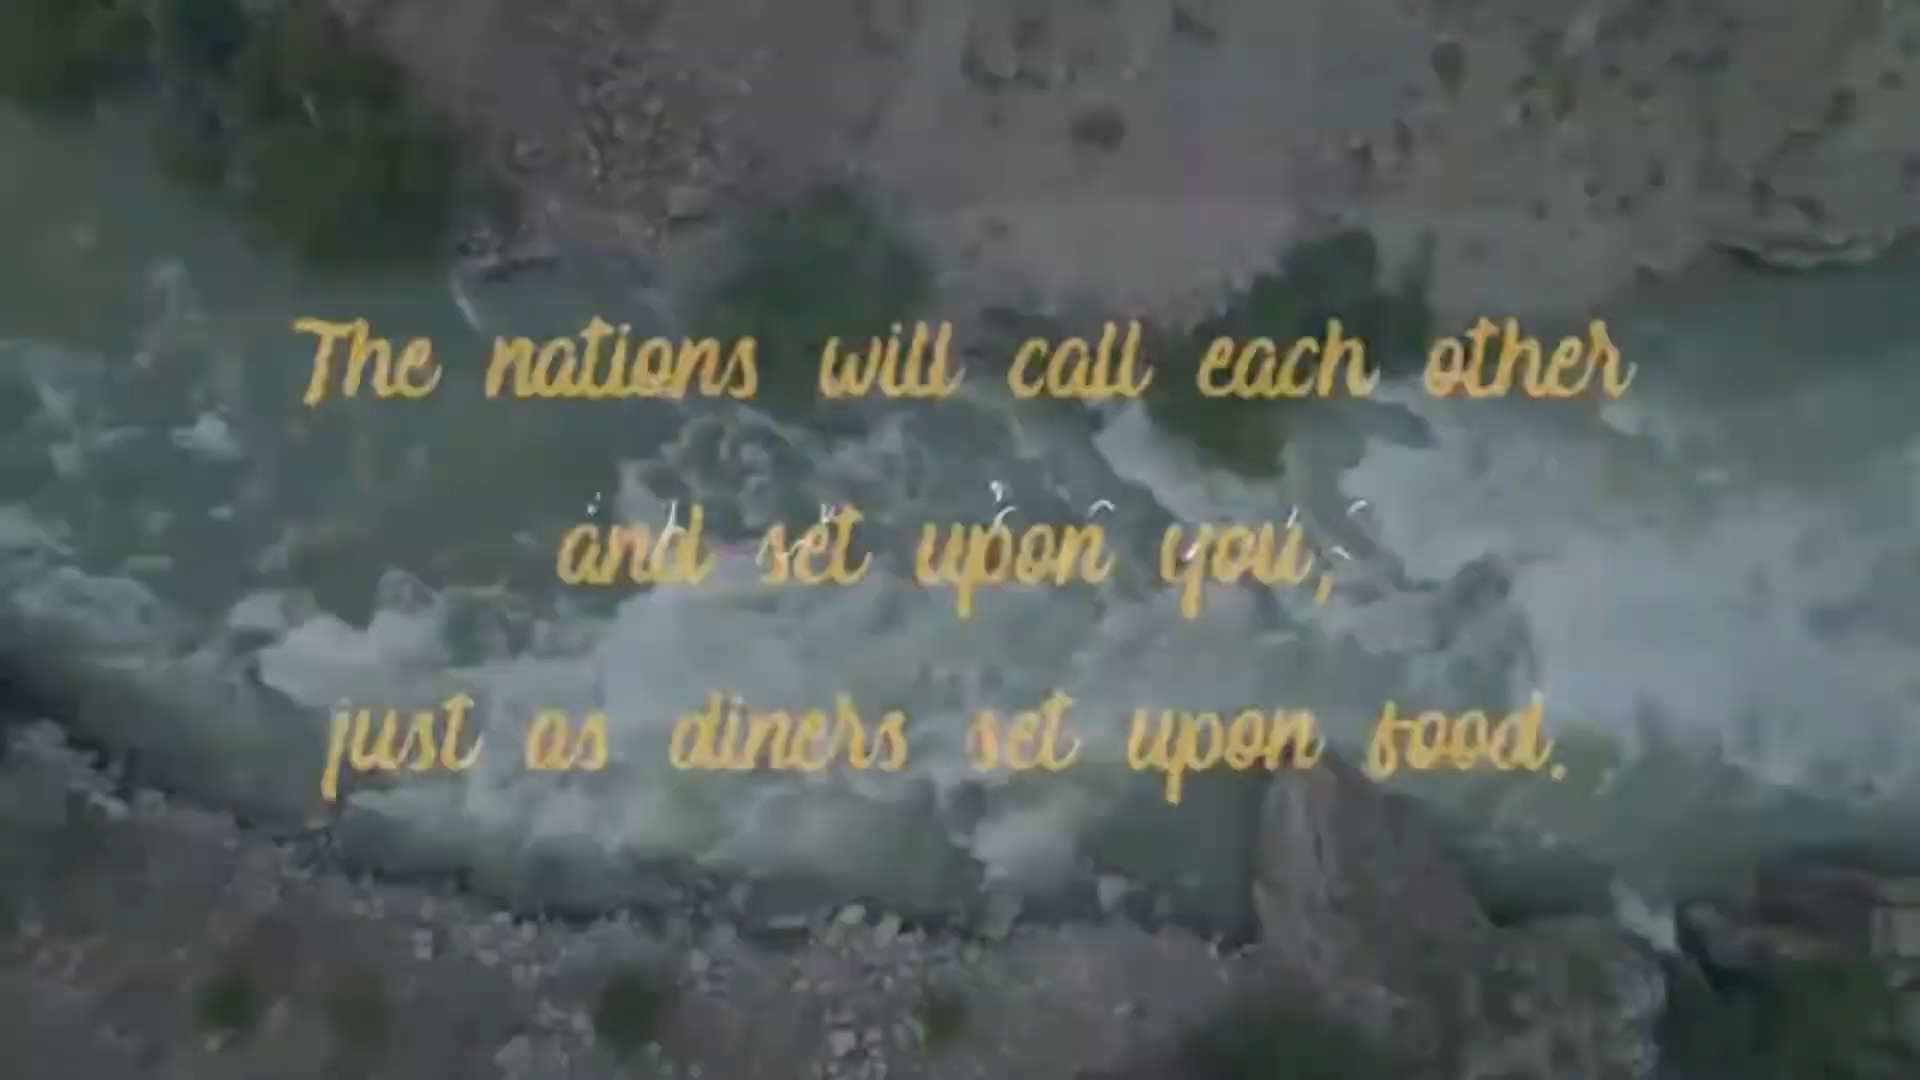 The nations will call each other
and set upon you,
just as diners set upon food.